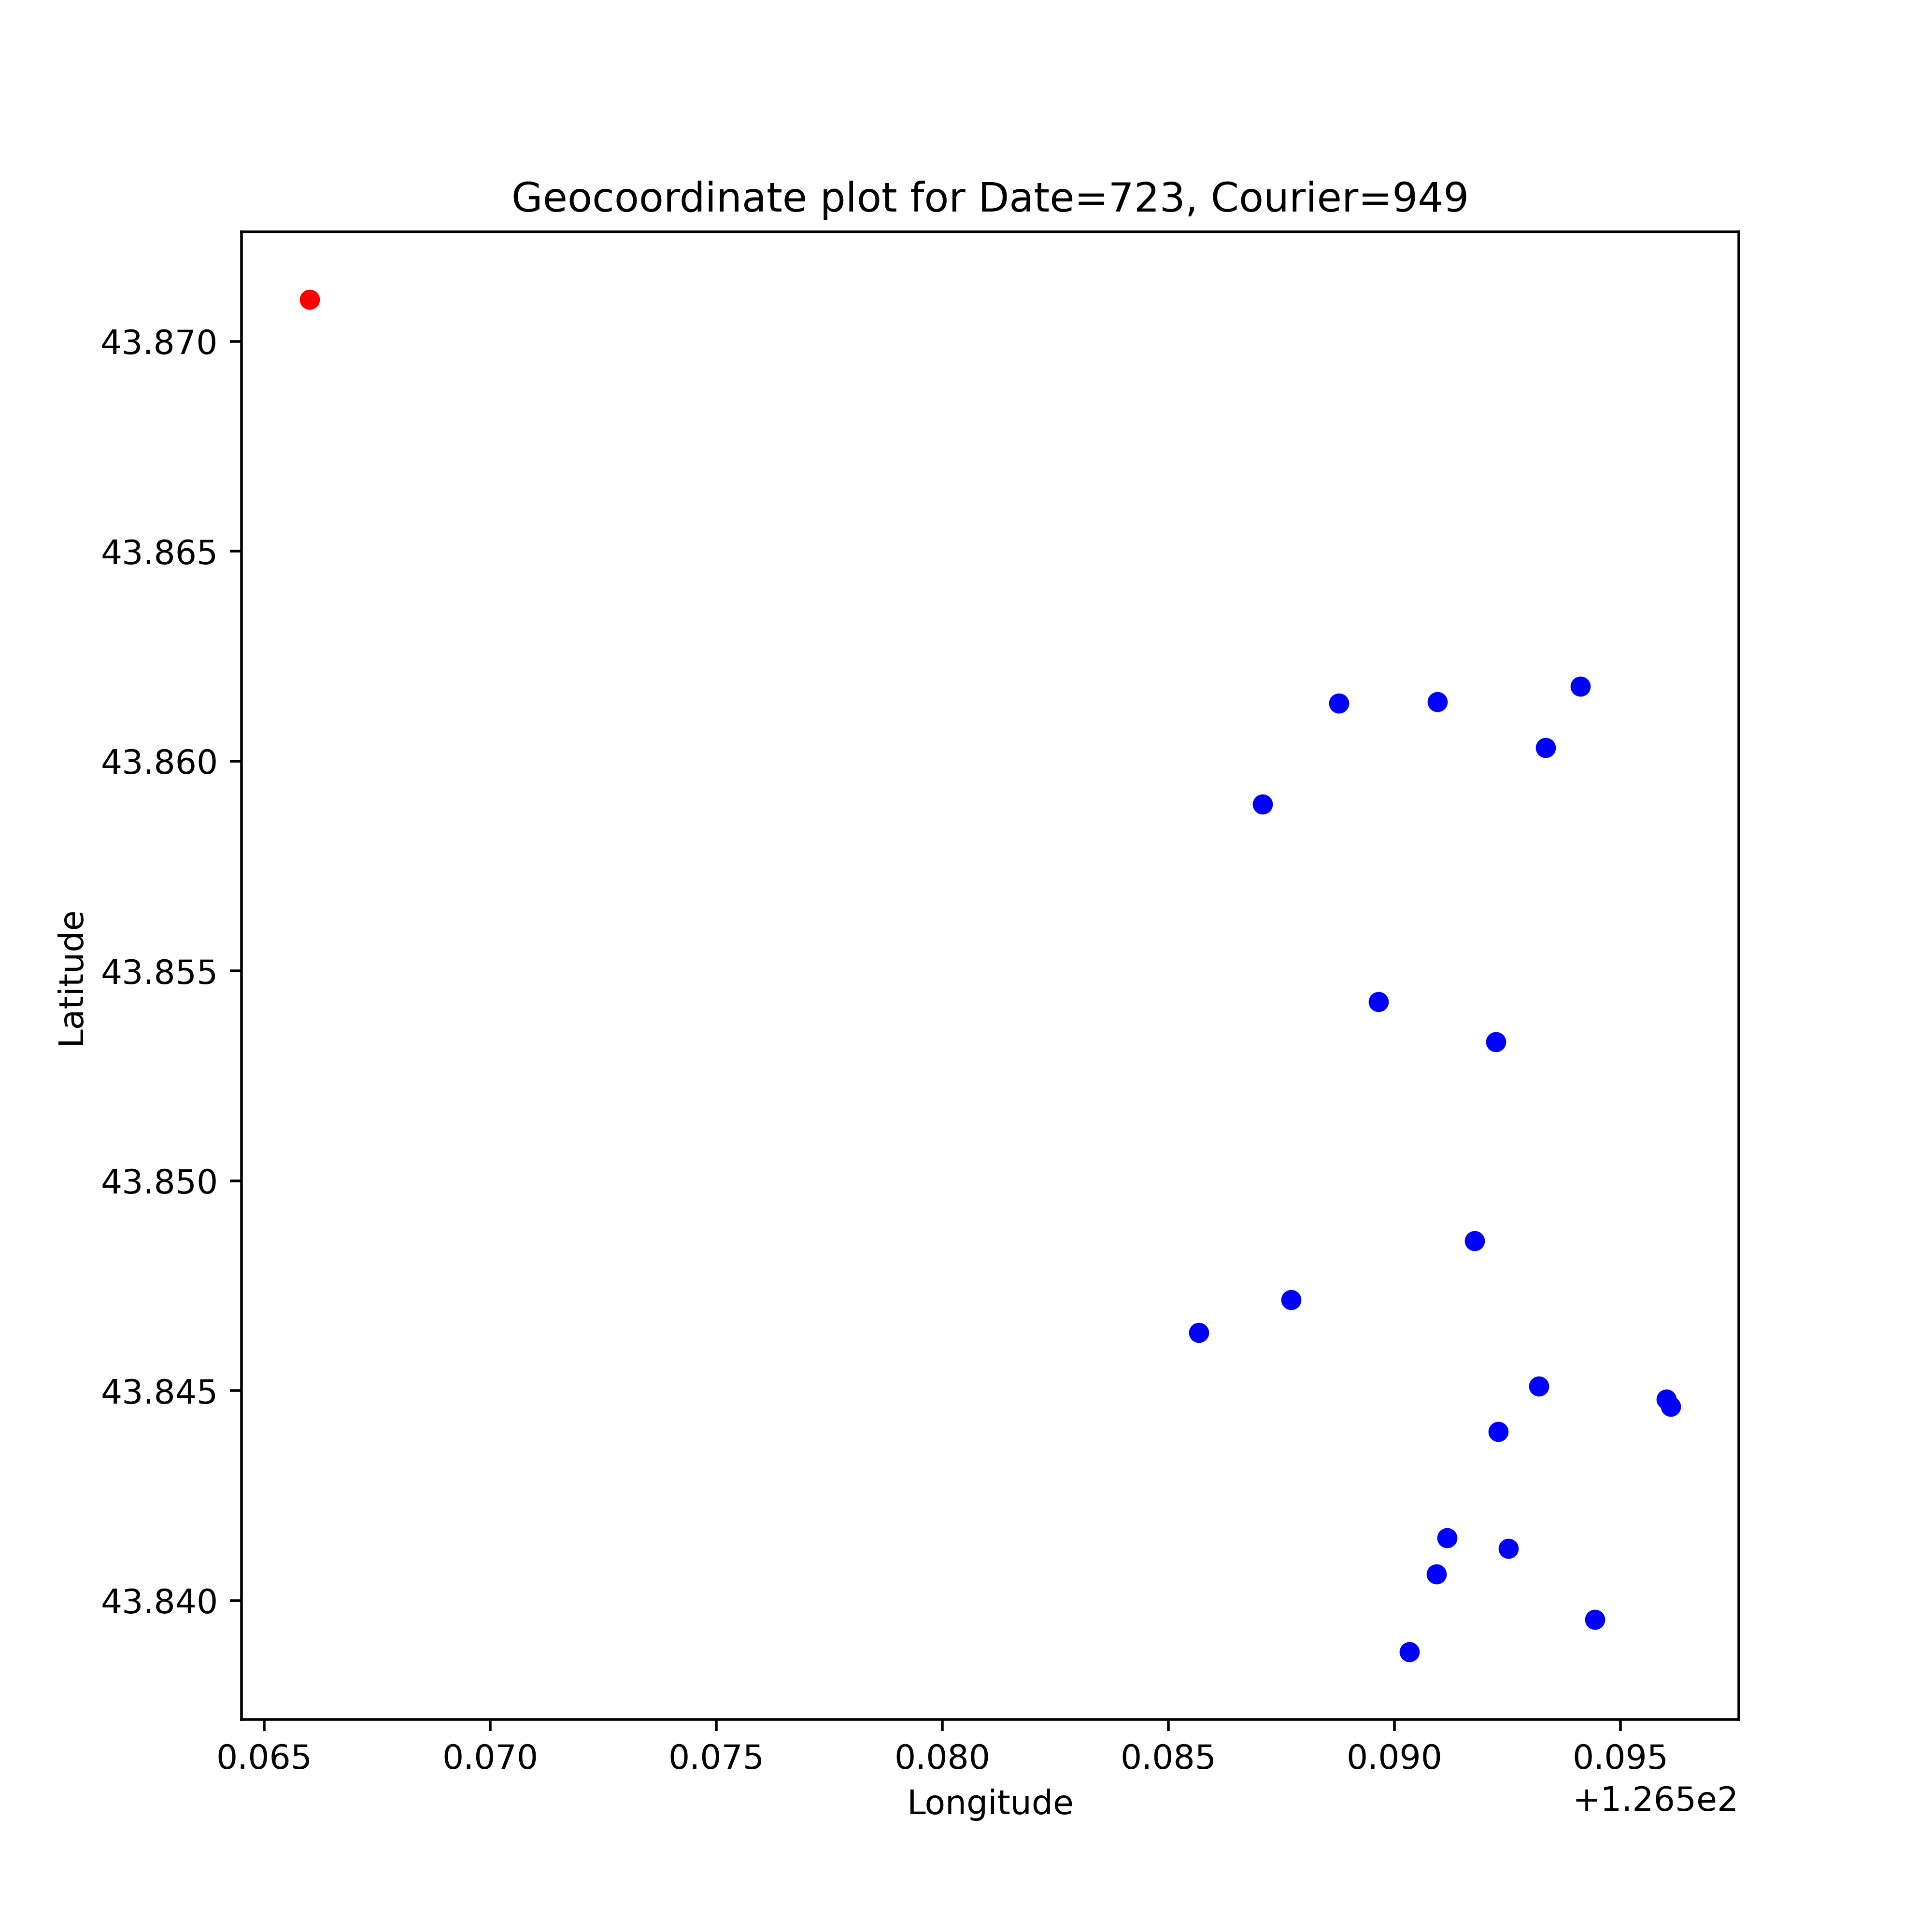 Geocoordinate plot for Date=723, Courier=949
43.870
43.865
43.860
43.855
43.850
43.845
43.840
Latitude
0.065 0.070 0.075 0.080 0.085 0.090 0.095
+1.265e2
Longitude